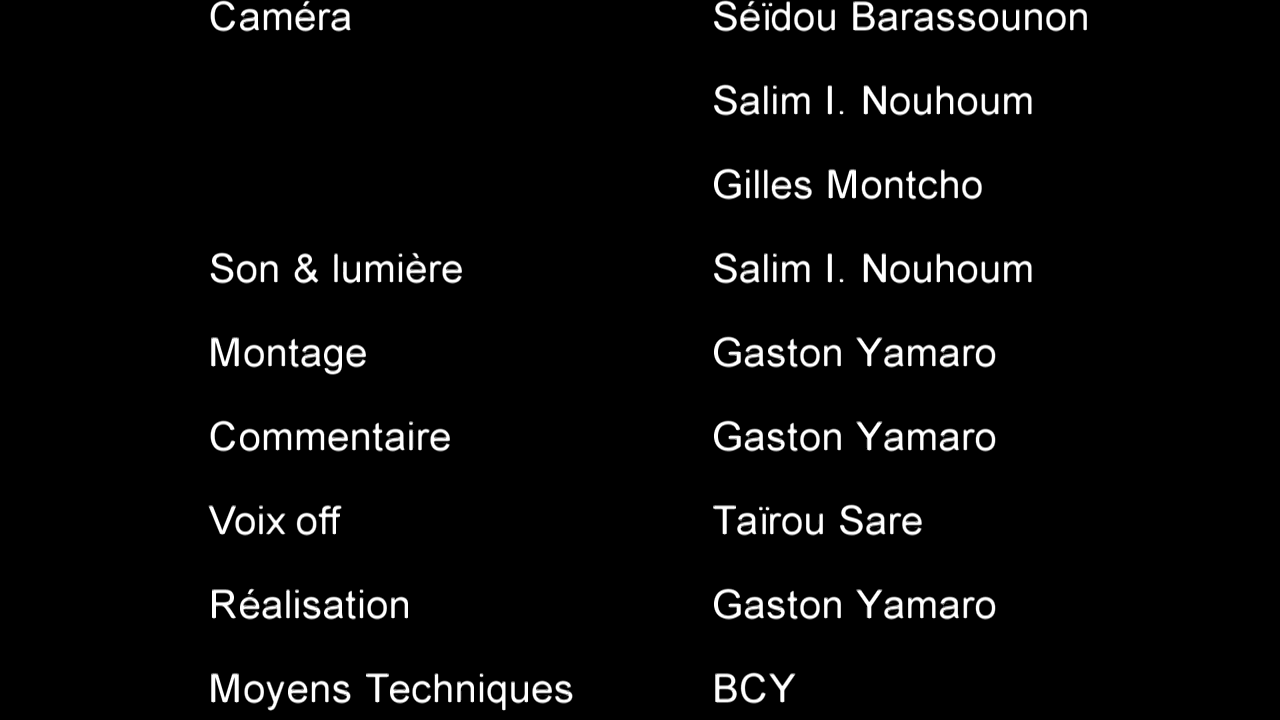 Caméra Séïdou Barassounon
Salim I. Nouhoum
Gilles Montcho
Son & lumière Salim I. Nouhoum
Montage Gaston Yamaro
Commentaire Gaston Yamaro
Voix off Taïrou Sare
Réalisation Gaston Yamaro
Moyens Techniques BCY